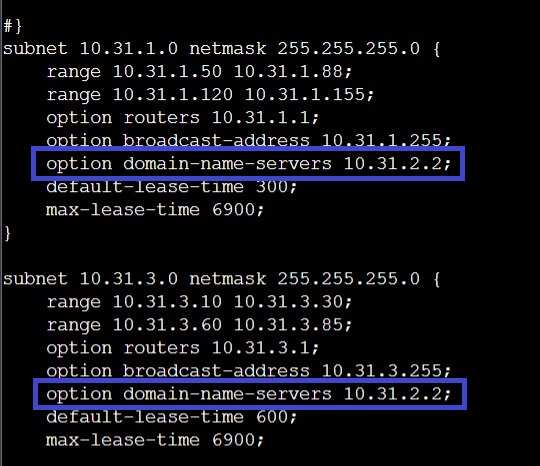 #}
subnet 10.31.1.0 netmask 255.255.255.0 {
    range 10.31.1.50 10.31.1.88;
    range 10.31.1.120 10.31.1.155;
    option routers 10.31.1.1;
    option broadcast-address 10.31.1.255;
    option domain-name-servers 10.31.2.2;
    default-lease-time 300;
    max-lease-time 6900;
}
subnet 10.31.3.0 netmask 255.255.255.0 {
    range 10.31.3.10 10.31.3.30;
    range 10.31.3.60 10.31.3.85;
    option routers 10.31.3.1;
    option broadcast-address 10.31.3.255;
    option domain-name-servers 10.31.2.2;
    default-lease-time 600;
    max-lease-time 6900;